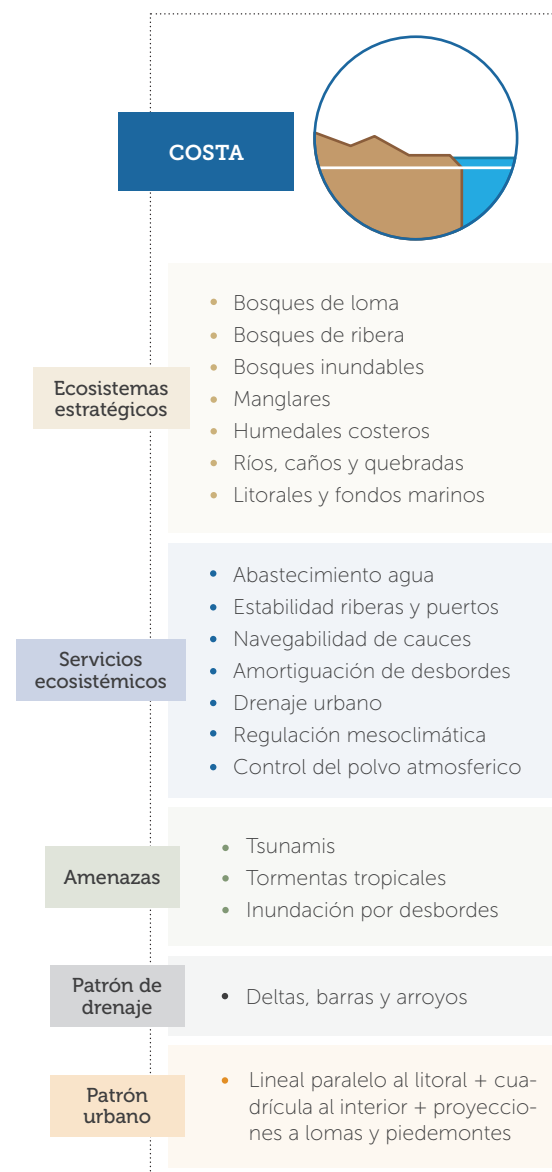 COSTA
Ecosistemas
estratégicos
• Bosques de loma
• Bosques de ribera
• Bosques inundables
• Manglares
• Humedales costeros
• Ríos, caños y quebradas
• Litorales y fondos marinos
Servicios
ecosistémicos
• Abastecimiento agua
• Estabilidad riberas y puertos
• Navegabilidad de cauces
• Amortiguación de desbordes
• Drenaje urbano
• Regulación mesoclimática
• Control del polvo atmosferico
Amenazas
• Tsunamis
• Tormentas tropicales
• Inundación por desbordes
Patrón de
drenaje
• Deltas, barras y arroyos
Patrón
urbano
• Lineal paralelo al litoral + cua-
drícula al interior + proyeccio-
nes a lomas y piedemontes